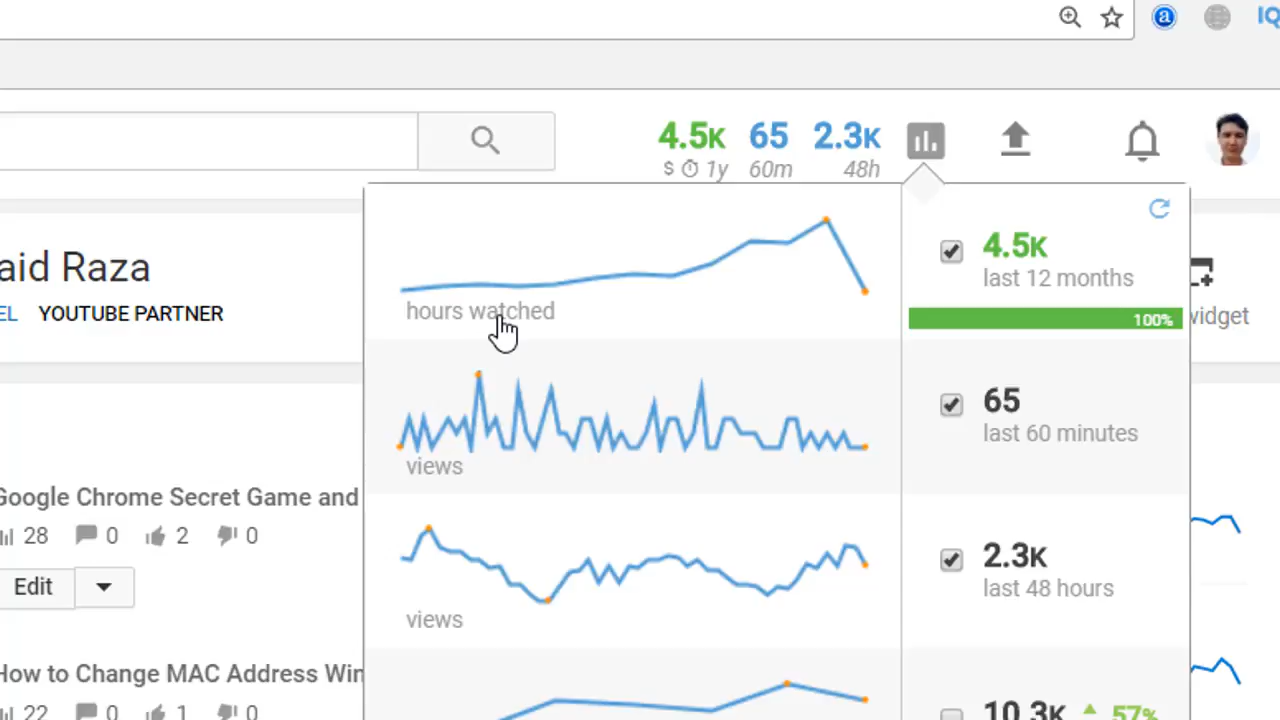 IQ
4.5K 65 2.3K
$ 1y 60m 48h
aid Raza
EL YOUTUBE PARTNER
hours watched
4.5K
last 12 months
100%
widget
views
65
last 60 minutes
Google Chrome Secret Game and
28 0 2 0
Edit
views
2.3K
last 48 hours
How to Change MAC Address Win
22 0 1 0
10.3K 57%